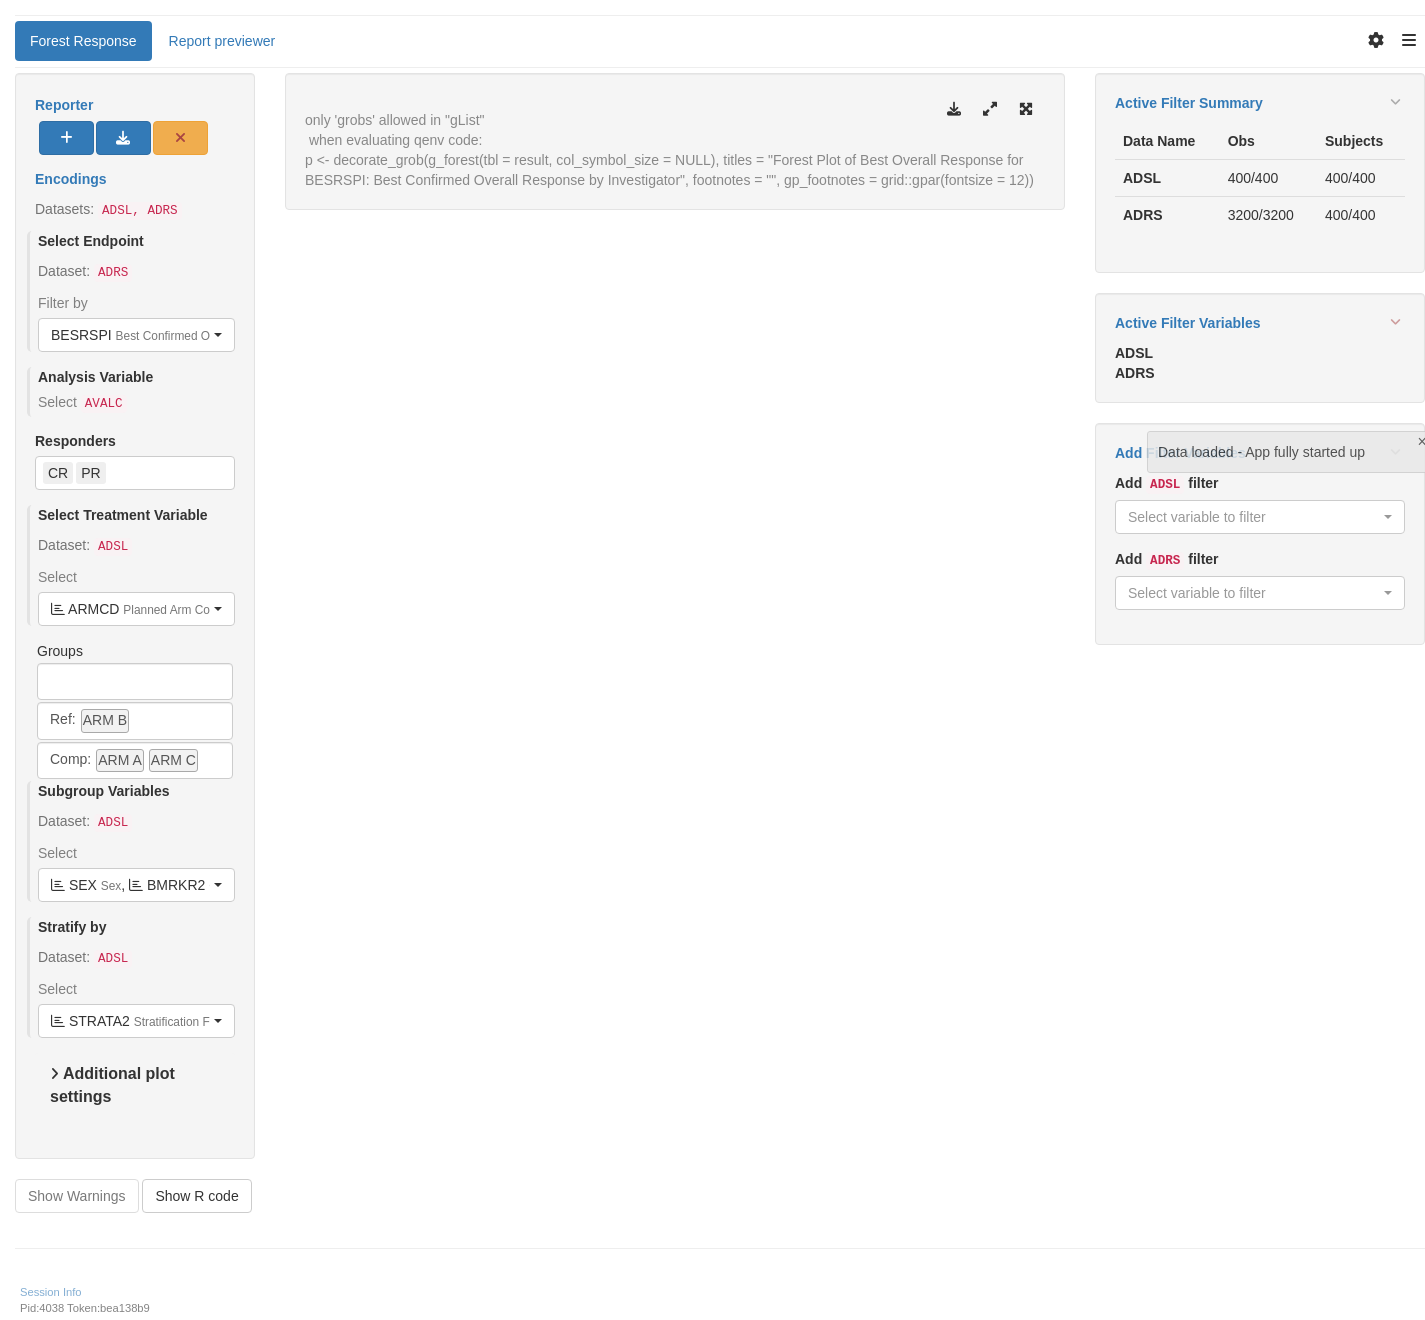 Forest Response
Report previewer
Reporter
Encodings
Datasets: ADSL, ADRS
Select Endpoint
Dataset: ADRS
Filter by
BESRSPI Best Confirmed O
Analysis Variable
Select AVALC
Responders
CR PR
Select Treatment Variable
Dataset: ADSL
Select
ARMCD Planned Arm Co
Groups
Ref: ARM B
Comp: ARM A ARM C
Subgroup Variables
Dataset: ADSL
Select
SEX Sex, BMRKR2
Stratify by
Dataset: ADSL
Select
STRATA2 Stratification F
Additional plot
settings
Show Warnings
Show R code
only 'grobs' allowed in "gList"
when evaluating qenv code:
p <- decorate_grob(g_forest(tbl = result, col_symbol_size = NULL), titles = "Forest Plot of Best Overall Response for
BESRSPI: Best Confirmed Overall Response by Investigator", footnotes = "", gp_footnotes = grid::gpar(fontsize = 12))
Active Filter Summary
Data Name Obs Subjects
ADSL 400/400 400/400
ADRS 3200/3200 400/400
Active Filter Variables
ADSL
ADRS
Add
Data loaded - App fully started up
Add ADSL filter
Select variable to filter
Add ADRS filter
Select variable to filter
Session Info
Pid:4038 Token:bea138b9